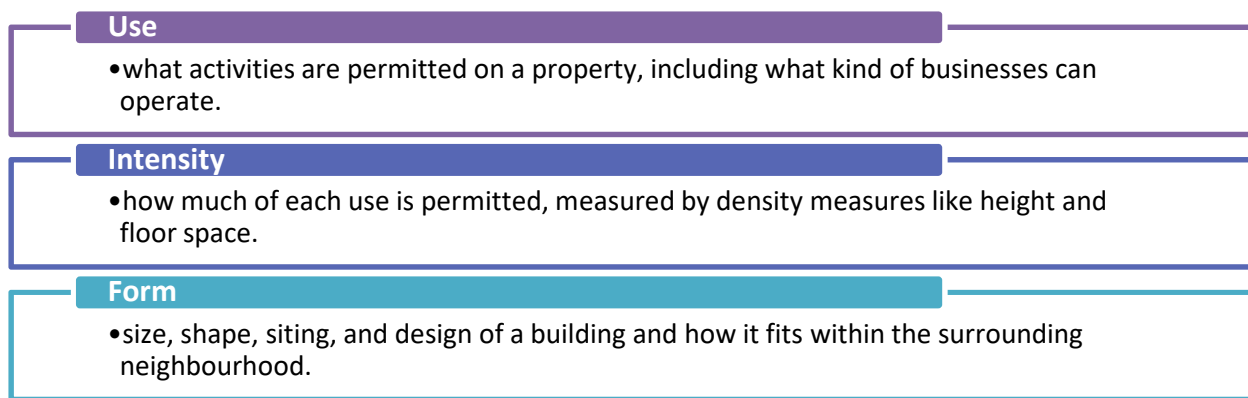 Use
•what activities are permitted on a property, including what kind of businesses can
operate.
Intensity
•how much of each use is permitted, measured by density measures like height and
floor space.
Form
•size, shape, siting, and design of a building and how it fits within the surrounding
neighbourhood.